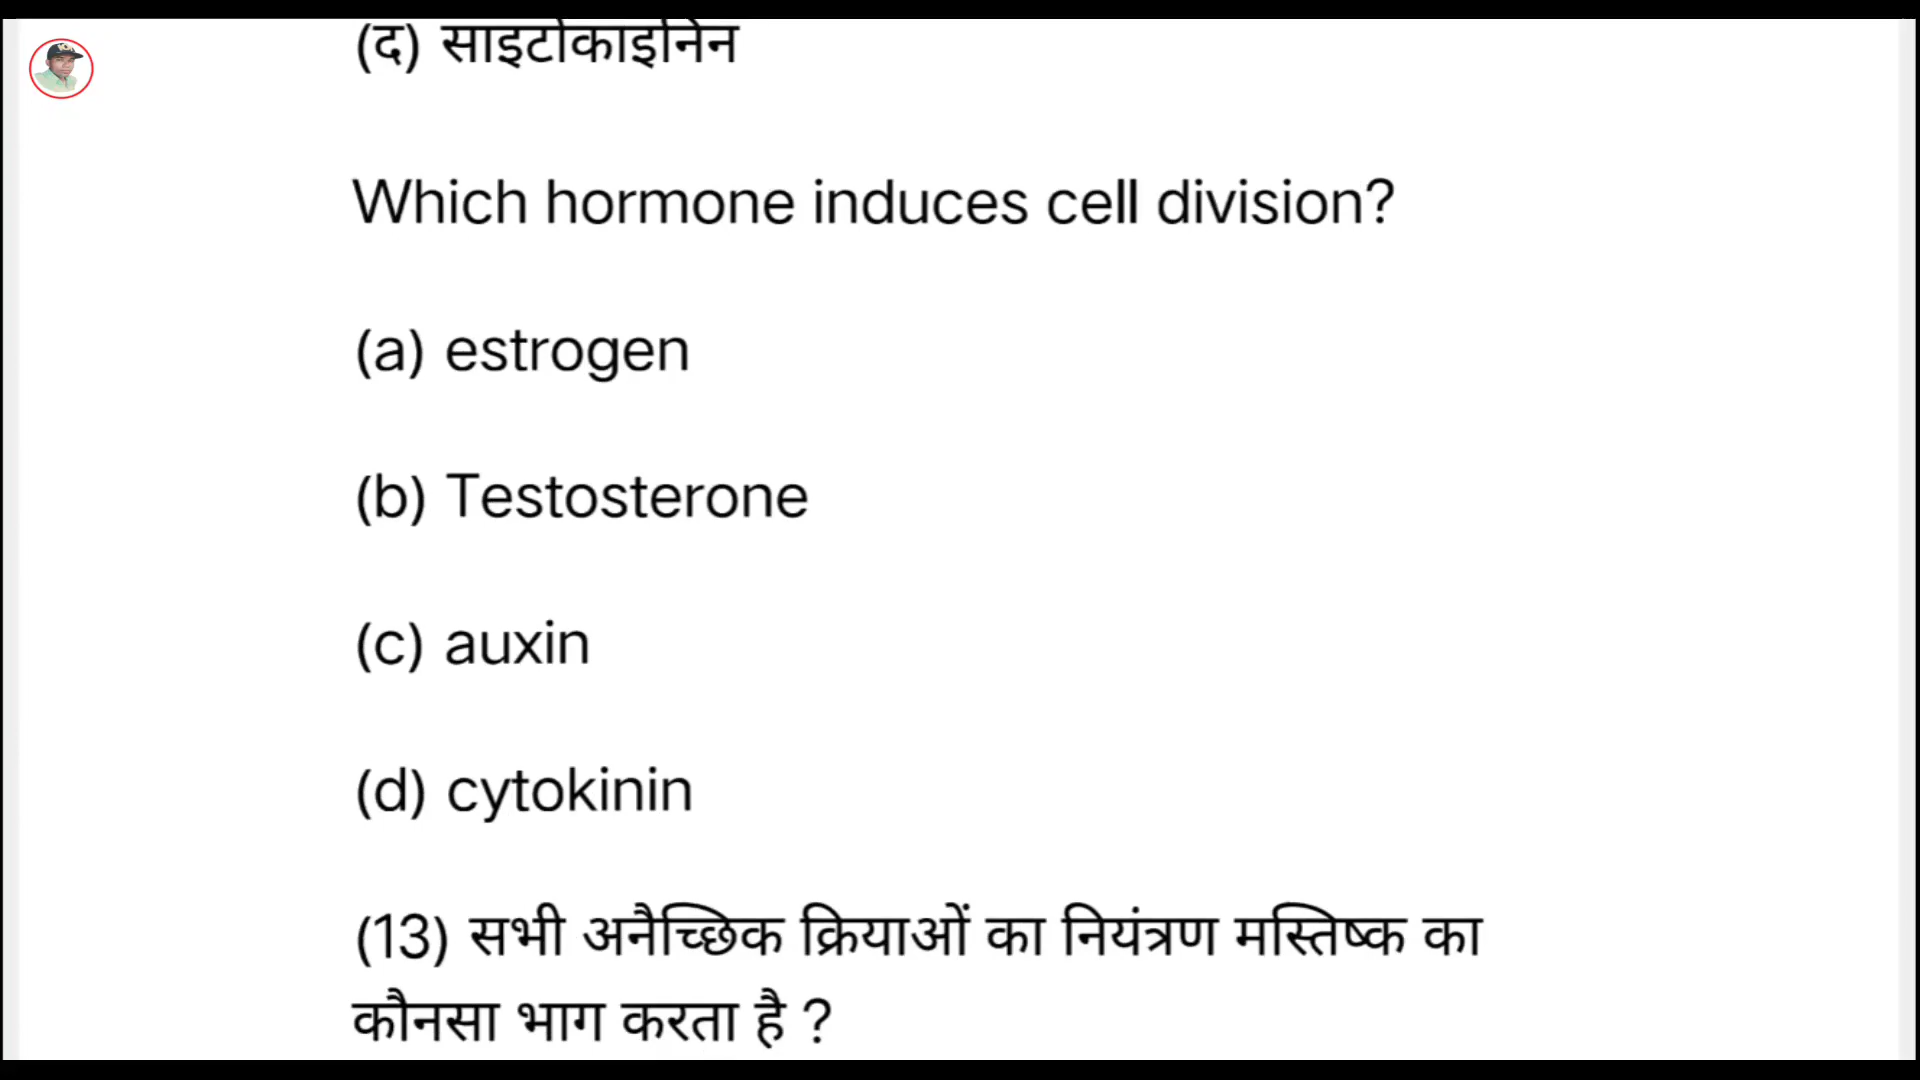 (द) साइटोकाइनिन
Which hormone induces cell division?
(a) estrogen
(b) Testosterone
(c) auxin
(d) cytokinin
(13) सभी अनैच्छिक क्रियाओं का नियंत्रण मस्तिष्क का
कौनसा भाग करता है ?